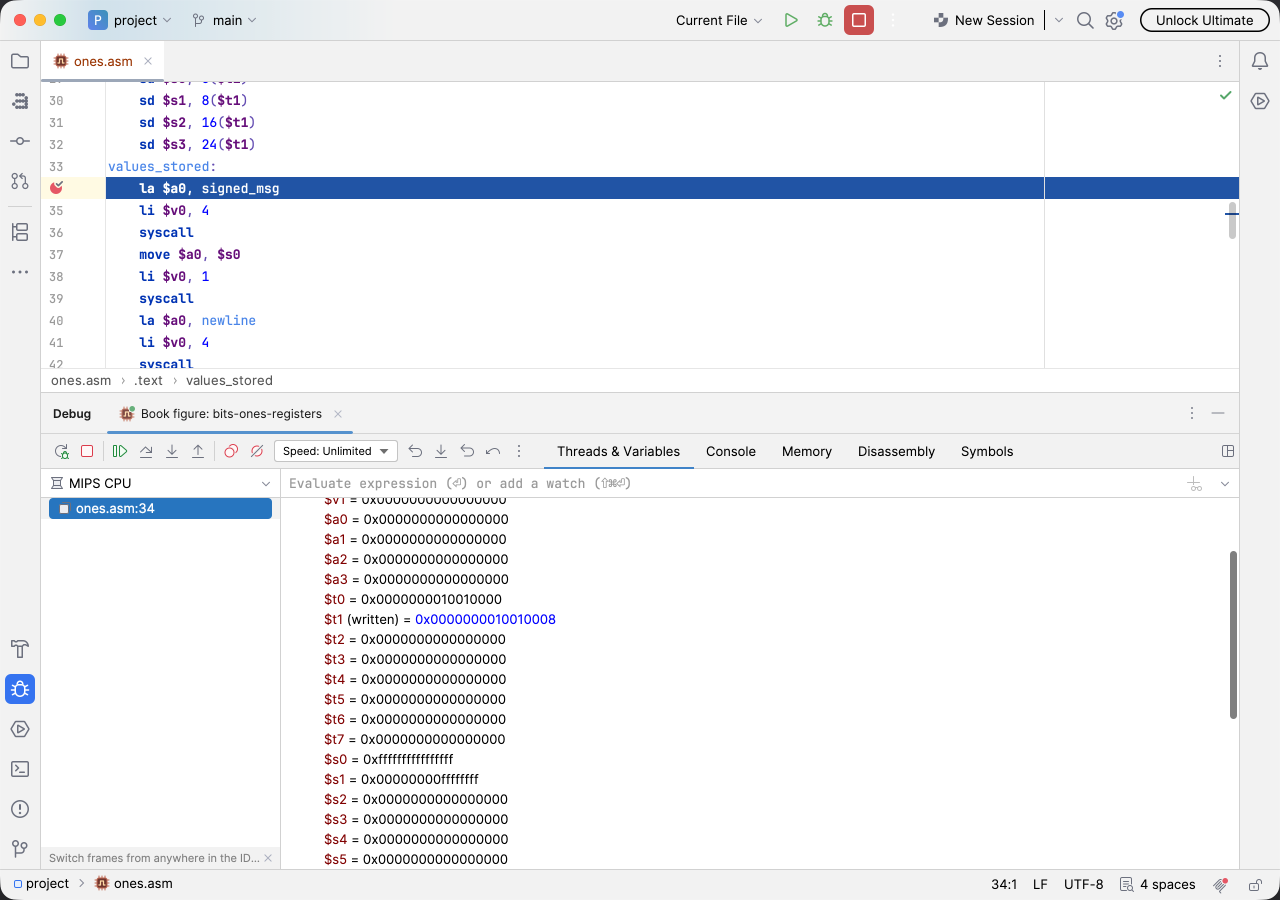 P project main Current File New Session Unlock Ultimate
ones.asm
30 sd $s1, 8($t1)
31 sd $s2, 16($t1)
32 sd $s3, 24($t1)
33 values_stored:
la $a0, signed_msg
35 li $v0, 4
36 syscall
37 move $a0, $s0
38 li $v0, 1
39 syscall
40 la $a0, newline
41 li $v0, 4
42 syscall
ones.asm › .text › values_stored
Debug Book figure: bits-ones-registers
Speed: Unlimited Threads & Variables Console Memory Disassembly Symbols
MIPS CPU Evaluate expression (⏎) or add a watch (⇧⌘⏎)
ones.asm:34
$v1 = 0x0000000000000000
$a0 = 0x0000000000000000
$a1 = 0x0000000000000000
$a2 = 0x0000000000000000
$a3 = 0x0000000000000000
$t0 = 0x0000000010010000
$t1 (written) = 0x0000000010010008
$t2 = 0x0000000000000000
$t3 = 0x0000000000000000
$t4 = 0x0000000000000000
$t5 = 0x0000000000000000
$t6 = 0x0000000000000000
$t7 = 0x0000000000000000
$s0 = 0xffffffffffffffff
$s1 = 0x00000000ffffffff
$s2 = 0x0000000000000000
$s3 = 0x0000000000000000
$s4 = 0x0000000000000000
$s5 = 0x0000000000000000
Switch frames from anywhere in the ID...
project › ones.asm 34:1 LF UTF-8 4 spaces